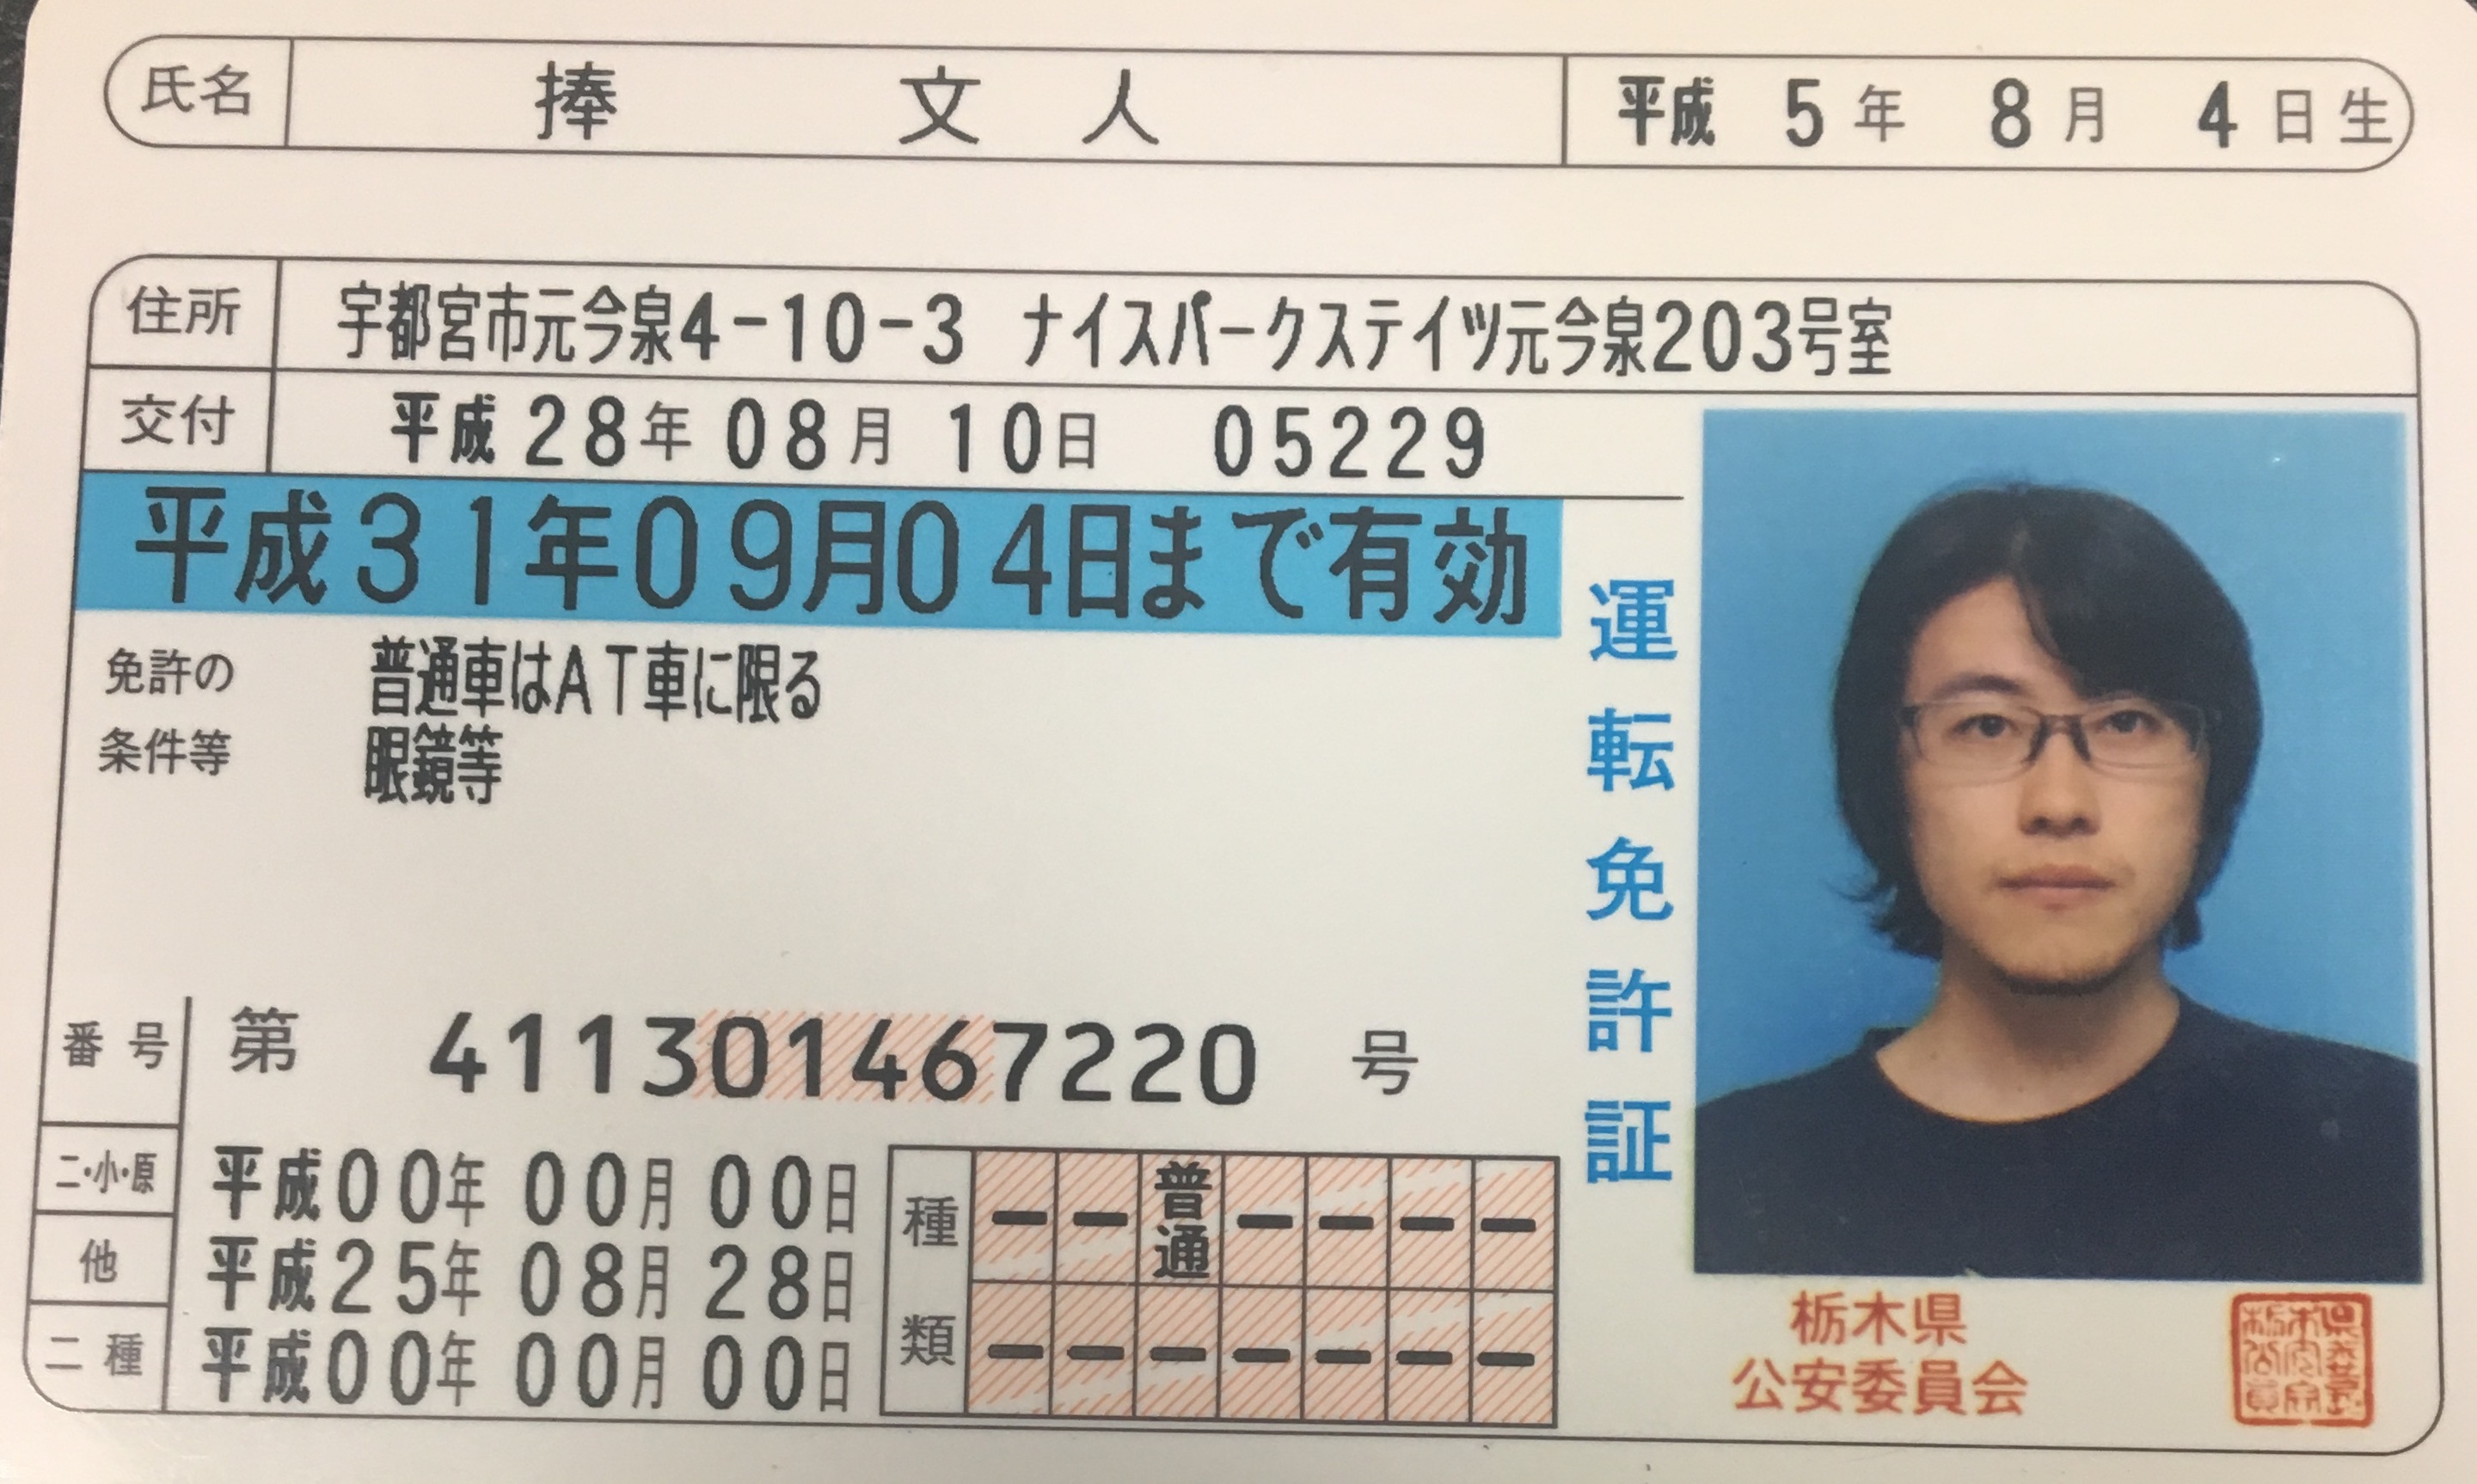 氏名 捧 文人 平成 5年 8月 4日生
住所 宇都宮市元今泉4-10-3 ナイスパークステイツ元今泉203号室
交付 平成28年08月10日 05229
平成31年09月04日まで有効
免許の条件等 普通車はAT車に限る
眼鏡等
運転免許証
番号 第 411301467220 号
二・小・原 平成00年00月00日
他 平成25年08月28日
二種 平成00年00月00日
種類 ー ー 普通 ー ー ー ー
ー ー ー ー ー ー ー
栃木県
公安委員会